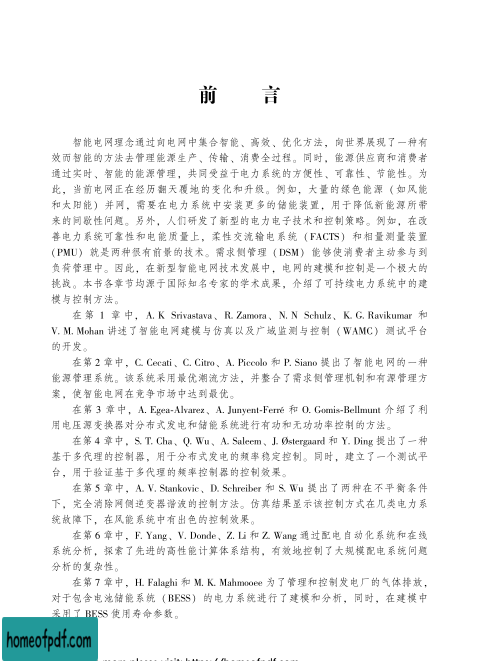 前　言
智能电网理念通过向电网中集合智能、高效、优化方法，向世界展现了一种有
效而智能的方法去管理能源生产、传输、消费全过程。同时，能源供应商和消费者
通过实时、智能的能源管理，共同受益于电力系统的方便性、可靠性、节能性。为
此，当前电网正在经历翻天覆地的变化和升级。例如，大量的绿色能源（如风能
和太阳能）并网，需要在电力系统中安装更多的储能装置，用于降低新能源所带
来的间歇性问题。另外，人们研发了新型的电力电子技术和控制策略。例如，在改
善电力系统可靠性和电能质量上，柔性交流输电系统（FACTS）和相量测量装置
(PMU）就是两种很有前景的技术。需求侧管理（DSM）能够使消费者主动参与到
负荷管理中。因此，在新型智能电网技术发展中，电网的建模和控制是一个极大的
挑战。本书各章节均源于国际知名专家的学术成果，介绍了可持续电力系统中的建
模与控制方法。
在第 1 章中，A. K Srivastava、R. Zamora、N. N Schulz、K. G. Ravikumar 和
V. M. Mohan 讲述了智能电网建模与仿真以及广域监测与控制（WAMC）测试平台
的开发。
在第 2 章中，C. Cecati、C. Citro、A. Piccolo 和 P. Siano 提出了智能电网的一种
能源管理系统。该系统采用最优潮流方法，并整合了需求侧管理机制和有源管理方
案，使智能电网在竞争市场中达到最优。
在第 3 章中，A. Egea-Alvarez、A. Junyent-Ferré 和 O. Gomis-Bellmunt 介绍了利
用电压源变换器对分布式发电和储能系统进行有功和无功功率控制的方法。
在第 4 章中，S. T. Cha、Q. Wu、A. Saleem、J. Østergaard 和 Y. Ding 提出了一种
基于多代理的控制器，用于分布式发电的频率稳定控制。同时，建立了一个测试平
台，用于验证基于多代理的频率控制器的控制效果。
在第 5 章中，A. V. Stankovic、D. Schreiber 和 S. Wu 提出了两种在不平衡条件
下，完全消除网侧逆变器谐波的控制方法。仿真结果显示该控制方式在几类电力系
统故障下，在风能系统中有出色的控制效果。
在第 6 章中，F. Yang、V. Donde、Z. Li 和 Z. Wang 通过配电自动化系统和在线
系统分析，探索了先进的高性能计算体系结构，有效地控制了大规模配电系统问题
分析的复杂性。
在第 7 章中，H. Falaghi 和 M. K. Mahmooee 为了管理和控制发电厂的气体排放，
对于包含电池储能系统（BESS）的电力系统进行了建模和分析，同时，在建模中
采用了 BESS 使用寿命参数。
homeofpdf.com